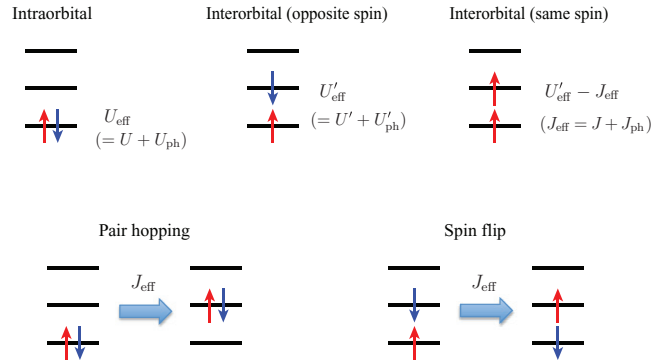 Intraorbital
Interorbital (opposite spin)
Interorbital (same spin)
U_eff
(= U + U_ph)
U'_eff
(= U' + U'_ph)
U'_eff − J_eff
(J_eff = J + J_ph)
Pair hopping
Spin flip
J_eff
J_eff